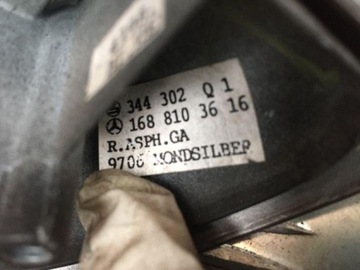 344 302 Q 1
168 810 36 16
R.ASPH.GA
9706 MONDSILBER